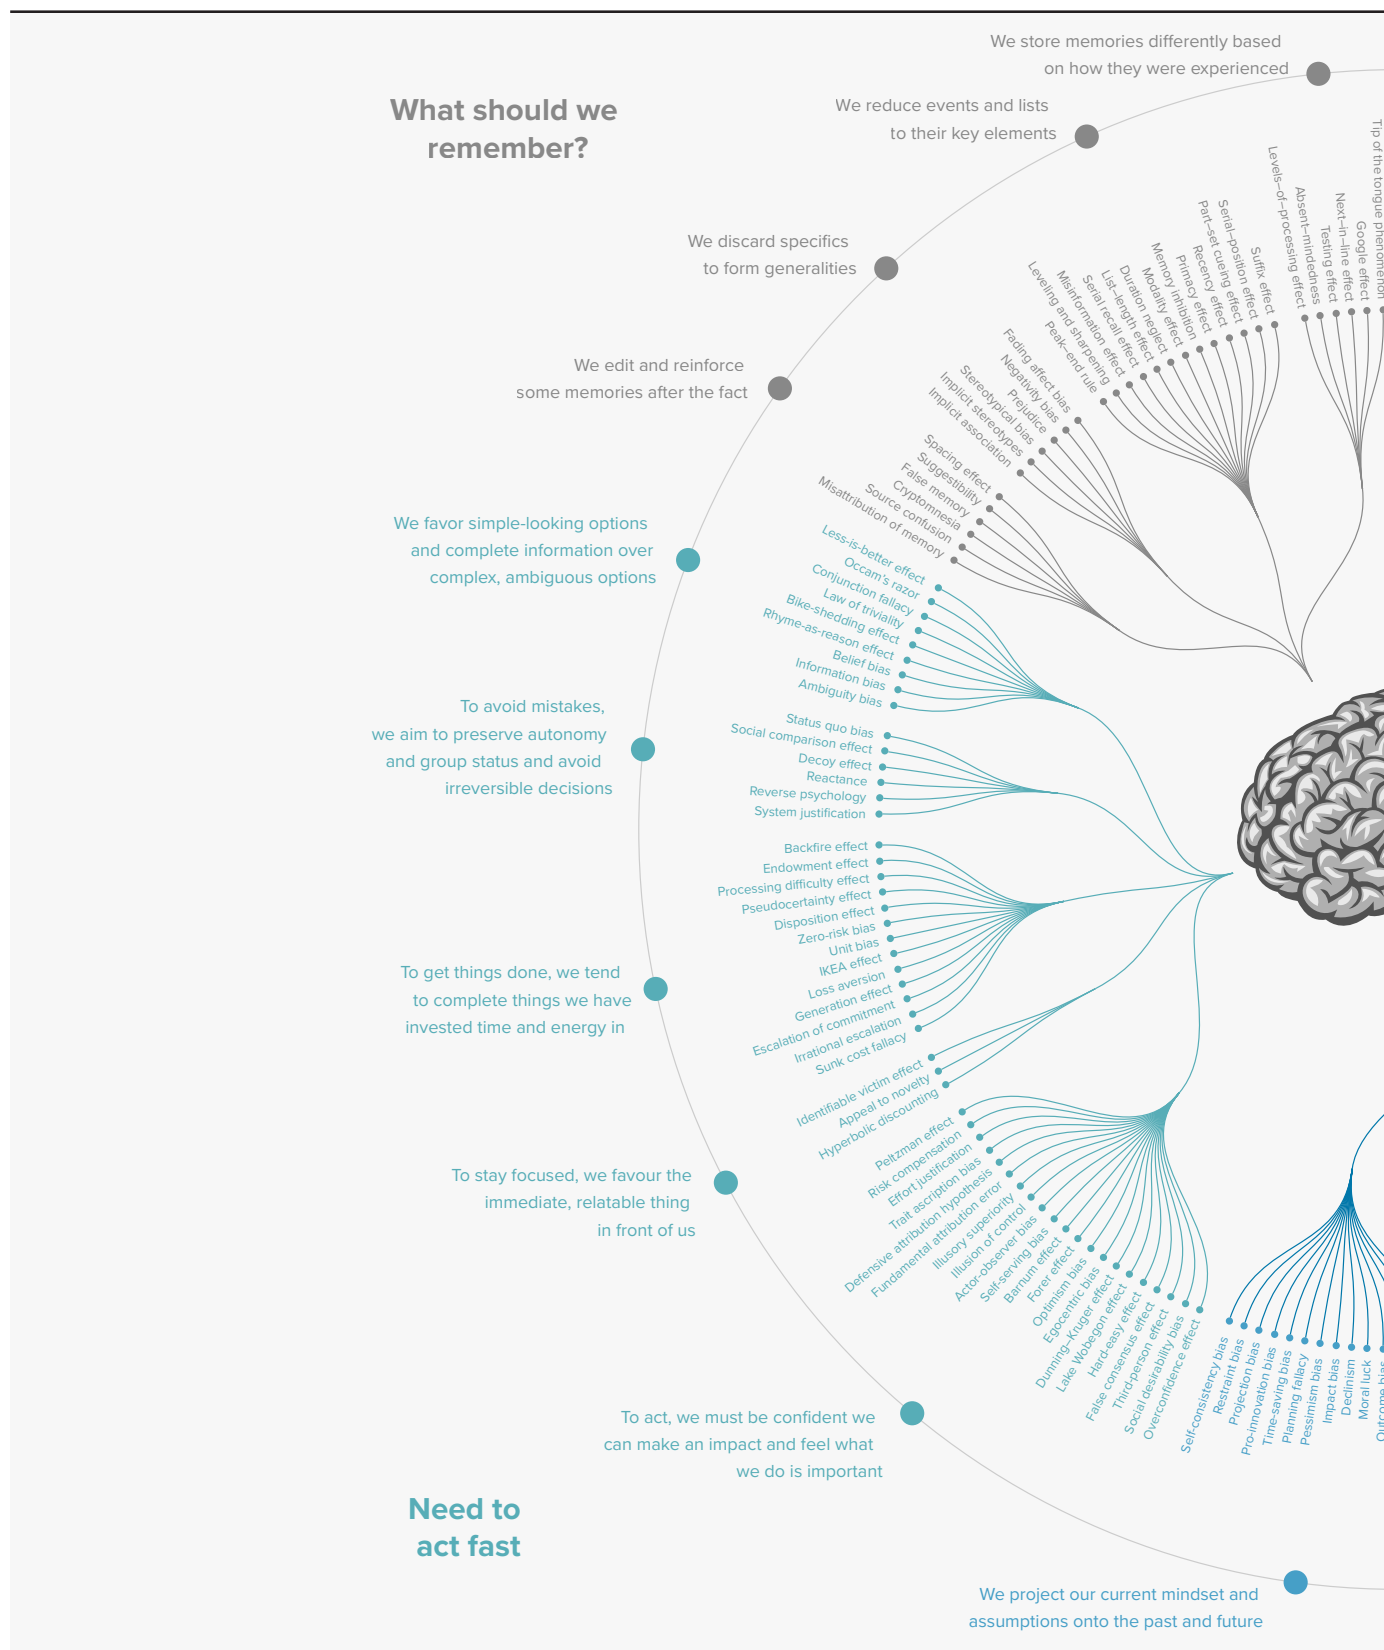 We store memories differently based
on how they were experienced
We reduce events and lists
to their key elements
What should we
remember?
We discard specifics
to form generalities
We edit and reinforce
some memories after the fact
We favor simple-looking options
and complete information over
complex, ambiguous options
To avoid mistakes,
we aim to preserve autonomy
and group status and avoid
irreversible decisions
To get things done, we tend
to complete things we have
invested time and energy in
To stay focused, we favour the
immediate, relatable thing
in front of us
To act, we must be confident we
can make an impact and feel what
we do is important
Need to
act fast
We project our current mindset and
assumptions onto the past and future
Tip of the tongue phenomenon
Google effect
Next–in–line effect
Testing effect
Absent–mindedness
Levels–of–processing effect
Suffix effect
Serial–position effect
Part–set cueing effect
Recency effect
Primacy effect
Memory inhibition
Modality effect
Duration neglect
List–length effect
Serial recall effect
Misinformation effect
Leveling and sharpening
Peak–end rule
Fading affect bias
Negativity bias
Prejudice
Stereotypical bias
Implicit stereotypes
Implicit association
Spacing effect
Suggestibility
False memory
Cryptomnesia
Source confusion
Misattribution of memory
Less-is-better effect
Occam's razor
Conjunction fallacy
Law of triviality
Bike-shedding effect
Rhyme-as-reason effect
Belief bias
Information bias
Ambiguity bias
Status quo bias
Social comparison effect
Decoy effect
Reactance
Reverse psychology
System justification
Backfire effect
Endowment effect
Processing difficulty effect
Pseudocertainty effect
Disposition effect
Zero-risk bias
Unit bias
IKEA effect
Loss aversion
Generation effect
Escalation of commitment
Irrational escalation
Sunk cost fallacy
Identifiable victim effect
Appeal to novelty
Hyperbolic discounting
Peltzman effect
Risk compensation
Effort justification
Trait ascription bias
Defensive attribution hypothesis
Fundamental attribution error
Illusory superiority
Illusion of control
Actor-observer bias
Self-serving bias
Barnum effect
Forer effect
Optimism bias
Egocentric bias
Dunning–Kruger effect
Lake Wobegon effect
Hard-easy effect
False consensus effect
Third-person effect
Social desirability bias
Overconfidence effect
Self-consistency bias
Restraint bias
Projection bias
Pro-innovation bias
Time-saving bias
Planning fallacy
Pessimism bias
Impact bias
Declinism
Moral luck
Outcome bias